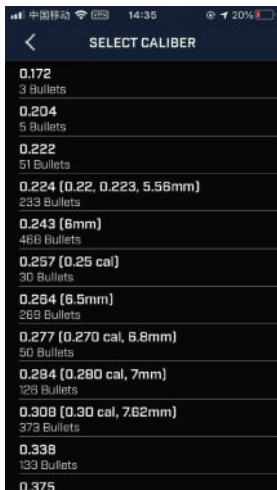 中国移动 VPN 14:35 20%
SELECT CALIBER
0.172
3 Bullets
0.204
5 Bullets
0.222
51 Bullets
0.224 (0.22, 0.223, 5.56mm)
233 Bullets
0.243 (6mm)
468 Bullets
0.257 (0.25 cal)
30 Bullets
0.264 (6.5mm)
269 Bullets
0.277 (0.270 cal, 6.8mm)
50 Bullets
0.284 (0.280 cal, 7mm)
126 Bullets
0.308 (0.30 cal, 7.62mm)
373 Bullets
0.338
133 Bullets
0.375